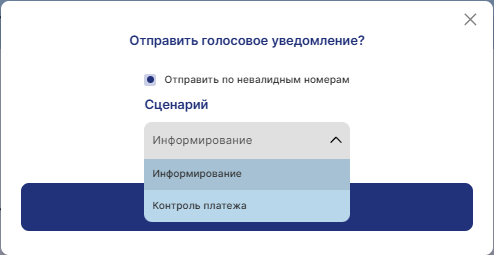 Отправить голосовое уведомление?
Отправить по невалидным номерам
Сценарий
Информирование
Информирование
Контроль платежа